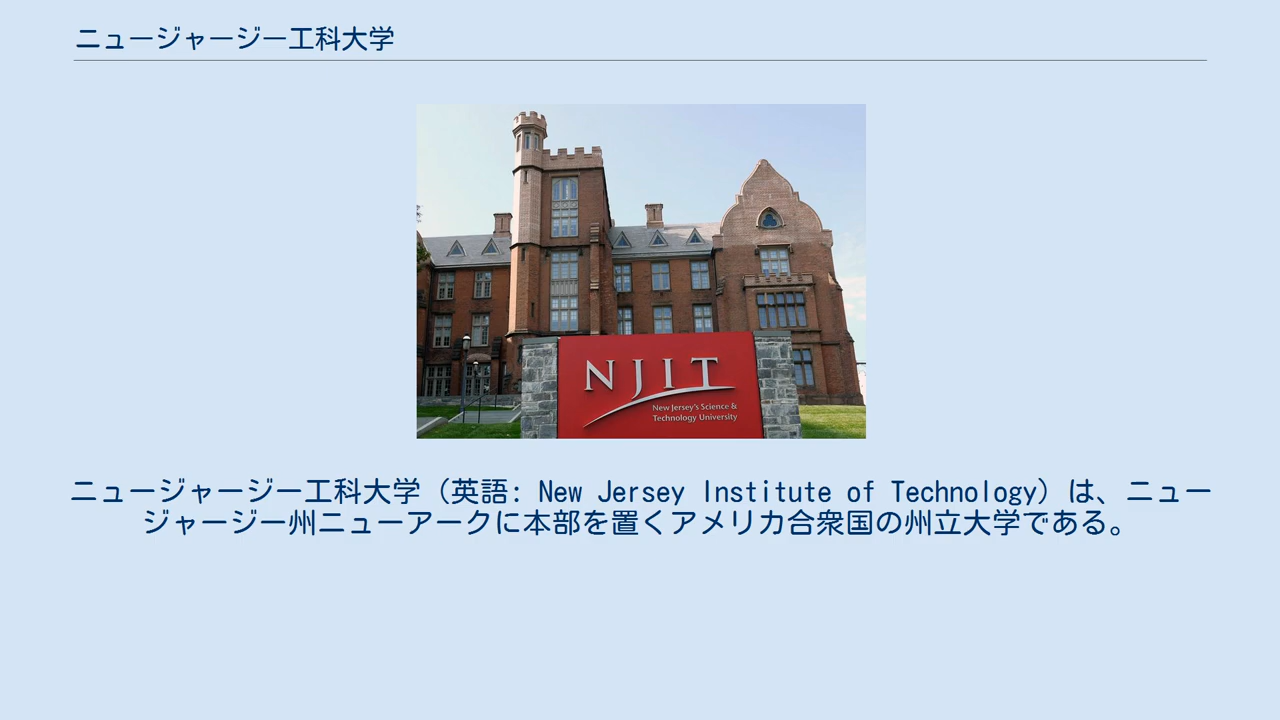 ニュージャージー工科大学
NJIT
New Jersey's Science &
Technology University
ニュージャージー工科大学（英語: New Jersey Institute of Technology）は、ニュー
ジャージー州ニューアークに本部を置くアメリカ合衆国の州立大学である。